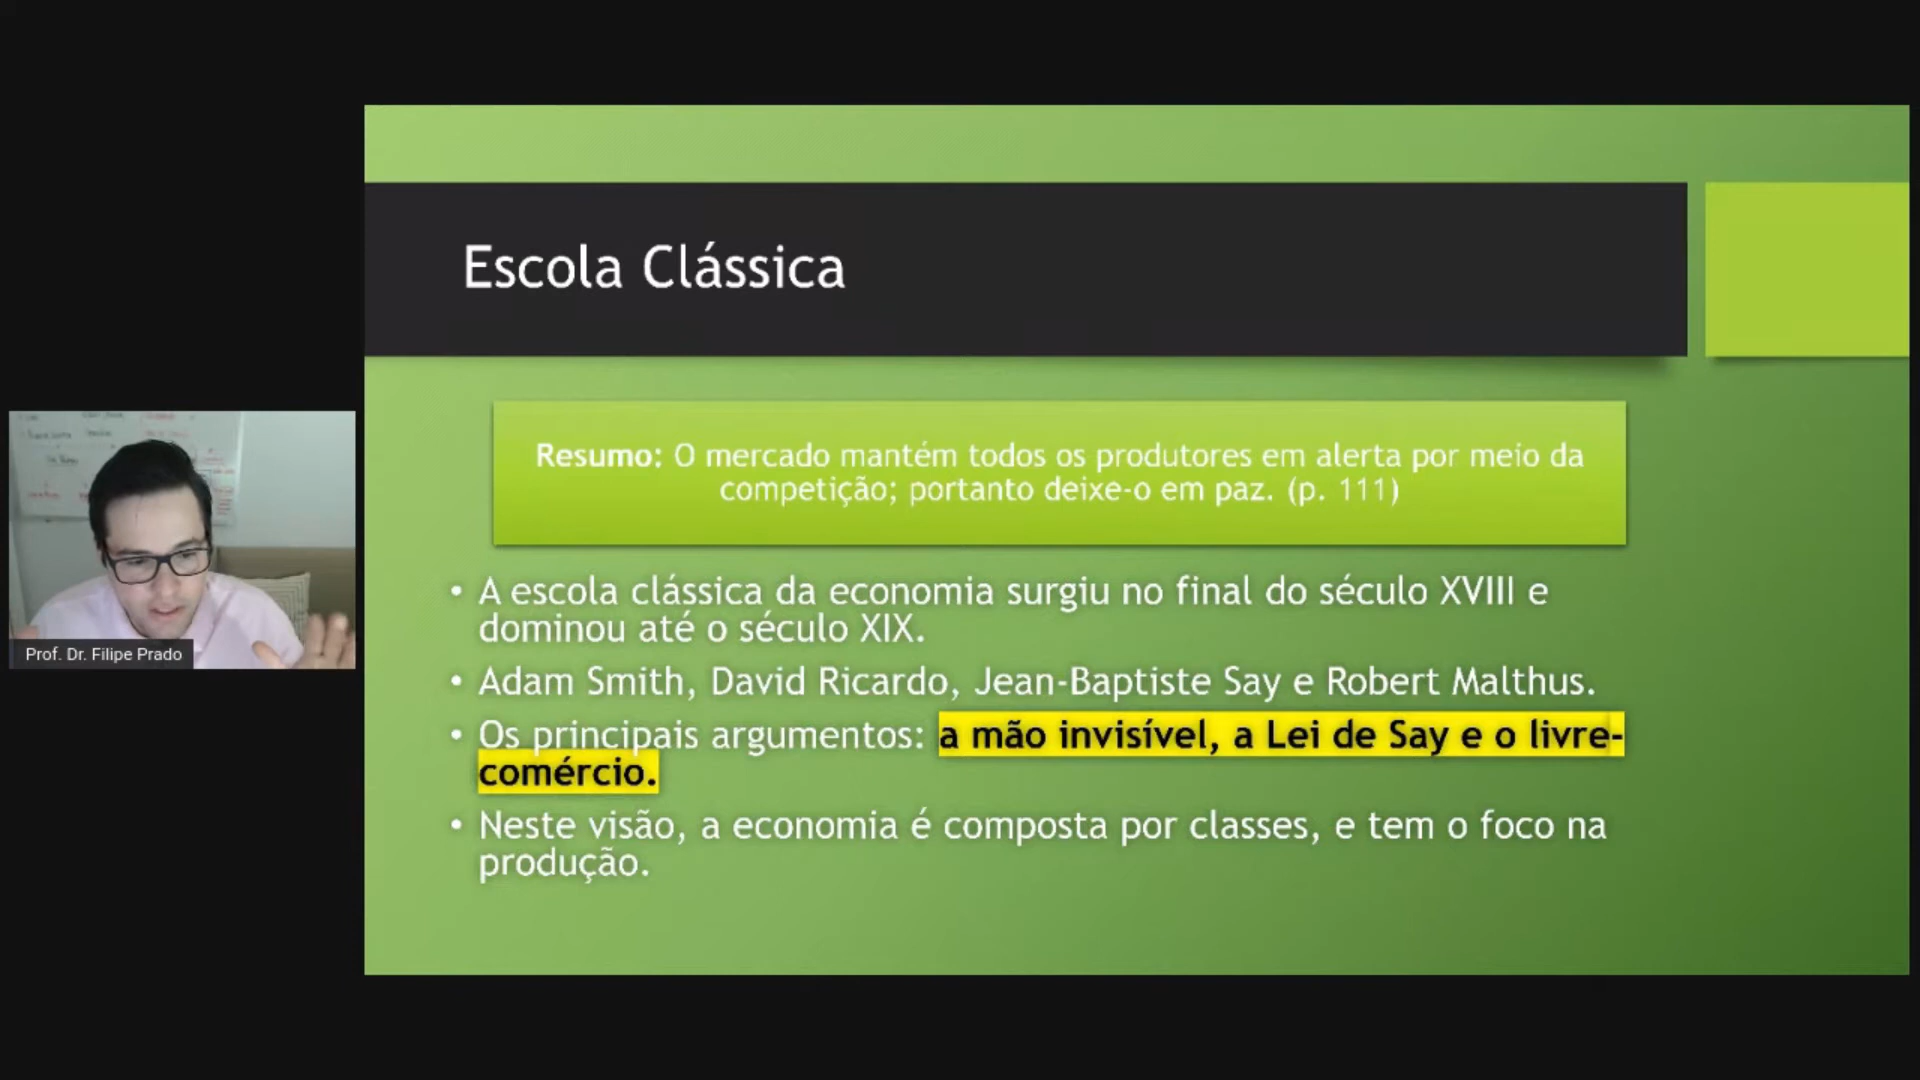 Escola Clássica
Resumo: O mercado mantém todos os produtores em alerta por meio da
competição; portanto deixe-o em paz. (p. 111)
• A escola clássica da economia surgiu no final do século XVIII e
dominou até o século XIX.
• Adam Smith, David Ricardo, Jean-Baptiste Say e Robert Malthus.
• Os principais argumentos: a mão invisível, a Lei de Say e o livre-
comércio.
• Neste visão, a economia é composta por classes, e tem o foco na
produção.
Prof. Dr. Filipe Prado